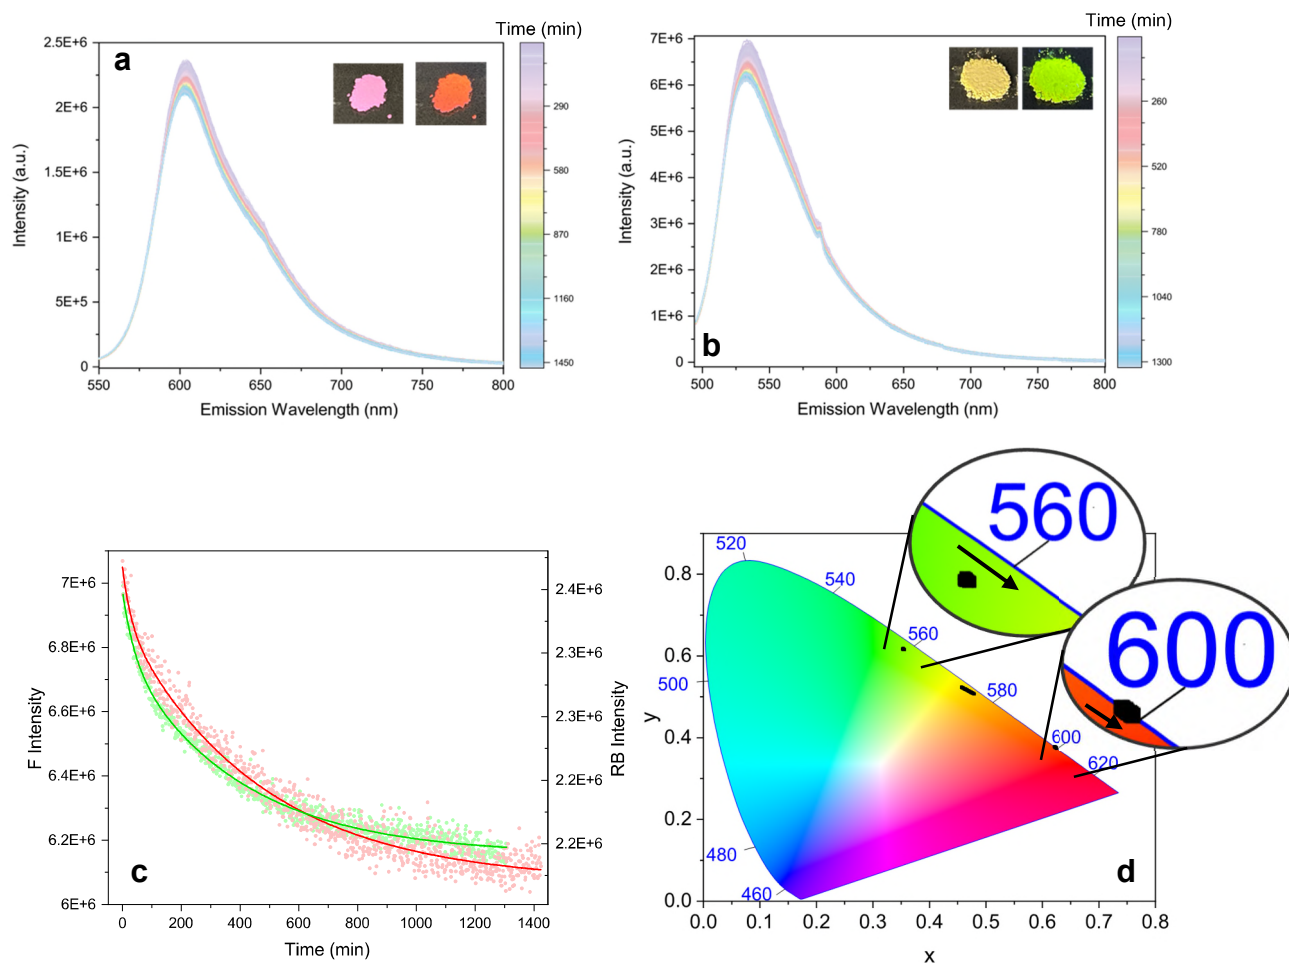 a
Time (min)
2.5E+6
2E+6
1.5E+6
1E+6
5E+5
0
Intensity (a.u.)
550
600
650
700
750
800
Emission Wavelength (nm)
290
580
870
1160
1450
b
Time (min)
7E+6
6E+6
5E+6
4E+6
3E+6
2E+6
1E+6
0
Intensity (a.u.)
500
550
600
650
700
750
800
Emission Wavelength (nm)
260
520
780
1040
1300
c
7E+6
6.8E+6
6.6E+6
6.4E+6
6.2E+6
6E+6
F Intensity
2.4E+6
2.3E+6
2.3E+6
2.2E+6
2.2E+6
RB Intensity
0
200
400
600
800
1000
1200
1400
Time (min)
d
560
600
520
540
560
580
600
620
500
480
460
0.8
0.6
0.4
0.2
0.0
y
0.0
0.1
0.2
0.3
0.4
0.5
0.6
0.7
0.8
x